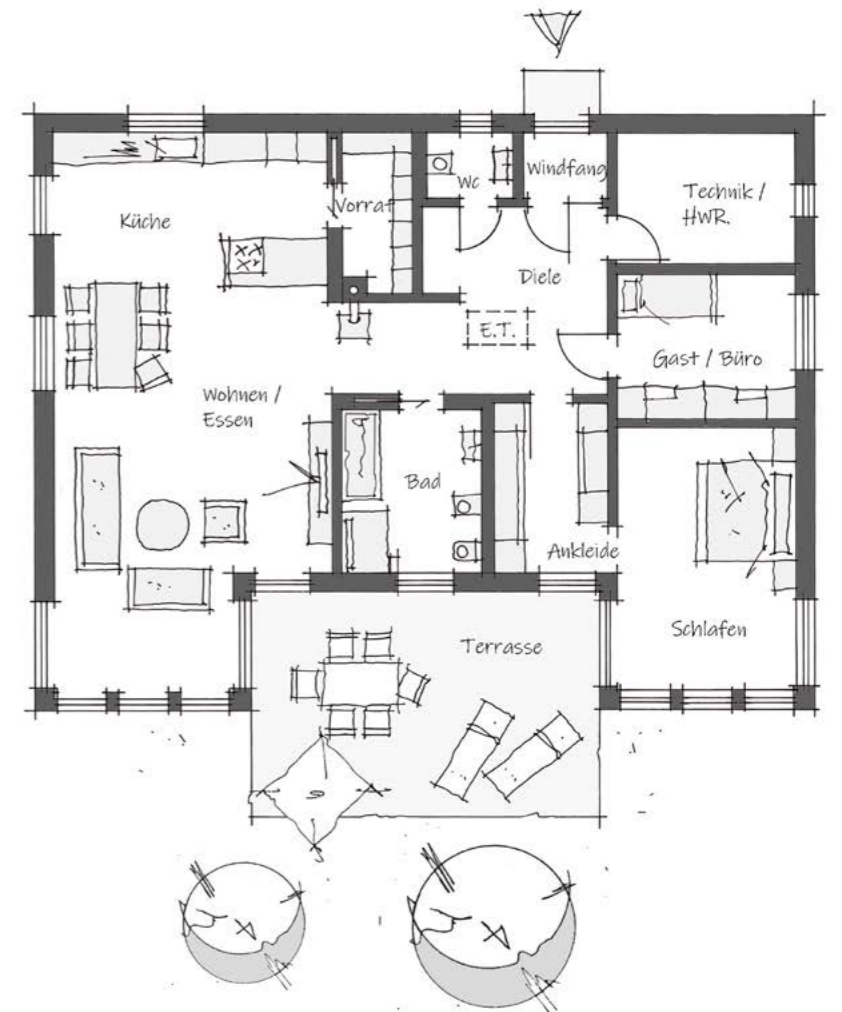 Wc
Windfang
Technik /
HWR.
Vorrat
Küche
Diele
E.T.
Gast / Büro
Wohnen /
Essen
Bad
Ankleide
Schlafen
Terrasse